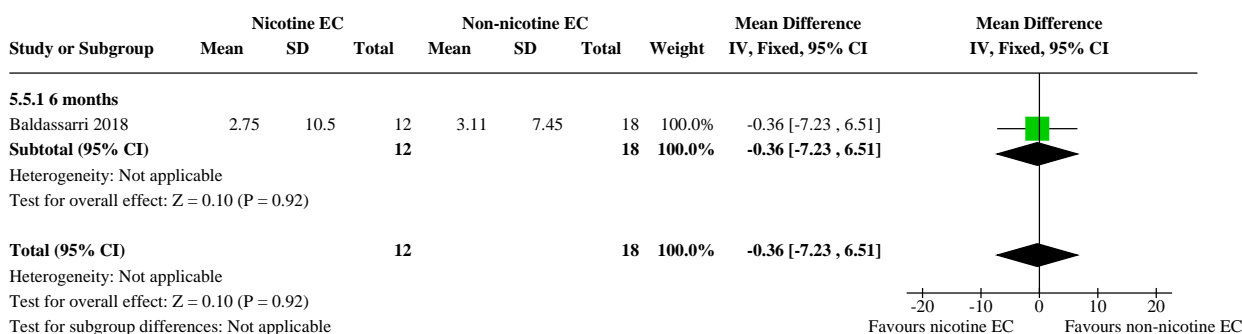 Nicotine EC Non-nicotine EC Mean Difference Mean Difference
Study or Subgroup Mean SD Total Mean SD Total Weight IV, Fixed, 95% CI IV, Fixed, 95% CI
5.5.1 6 months
Baldassarri 2018 2.75 10.5 12 3.11 7.45 18 100.0% -0.36 [-7.23 , 6.51]
Subtotal (95% CI) 12 18 100.0% -0.36 [-7.23 , 6.51]
Heterogeneity: Not applicable
Test for overall effect: Z = 0.10 (P = 0.92)
Total (95% CI) 12 18 100.0% -0.36 [-7.23 , 6.51]
Heterogeneity: Not applicable
Test for overall effect: Z = 0.10 (P = 0.92)
-20 -10 0 10 20
Test for subgroup differences: Not applicable Favours nicotine EC Favours non-nicotine EC